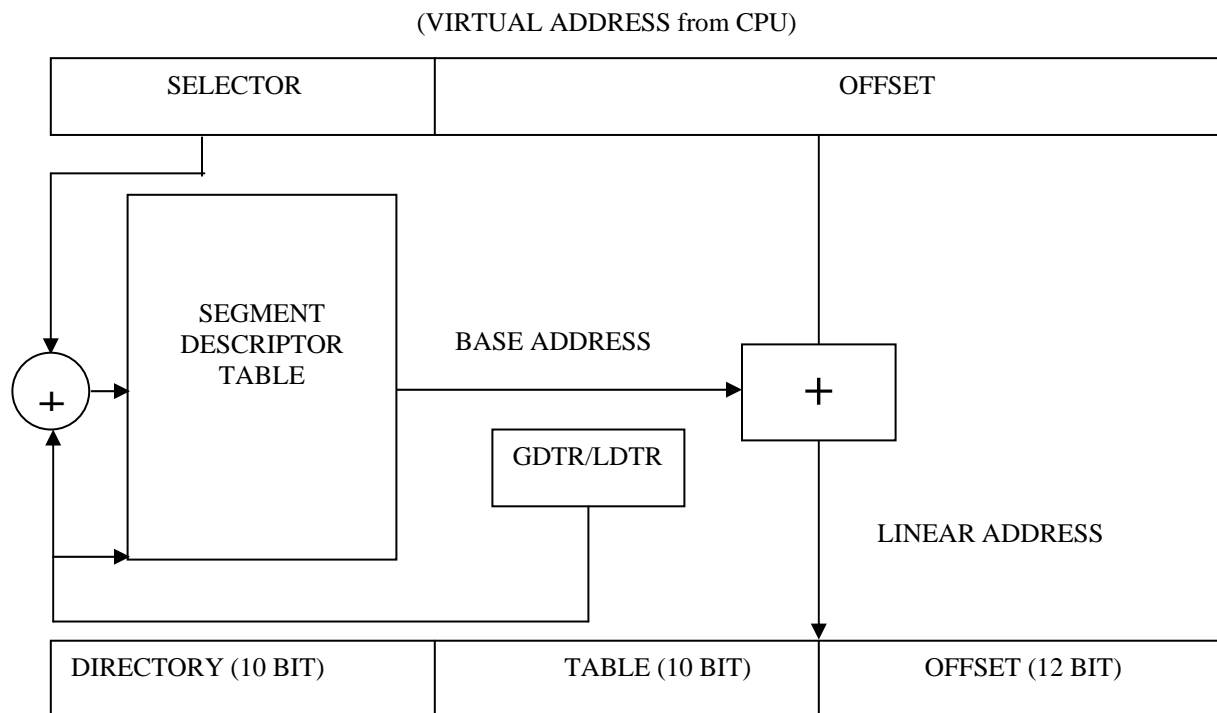 (VIRTUAL ADDRESS from CPU)
SELECTOR
OFFSET
SEGMENT
DESCRIPTOR
TABLE
BASE ADDRESS
+
+
GDTR/LDTR
LINEAR ADDRESS
DIRECTORY (10 BIT)
TABLE (10 BIT)
OFFSET (12 BIT)